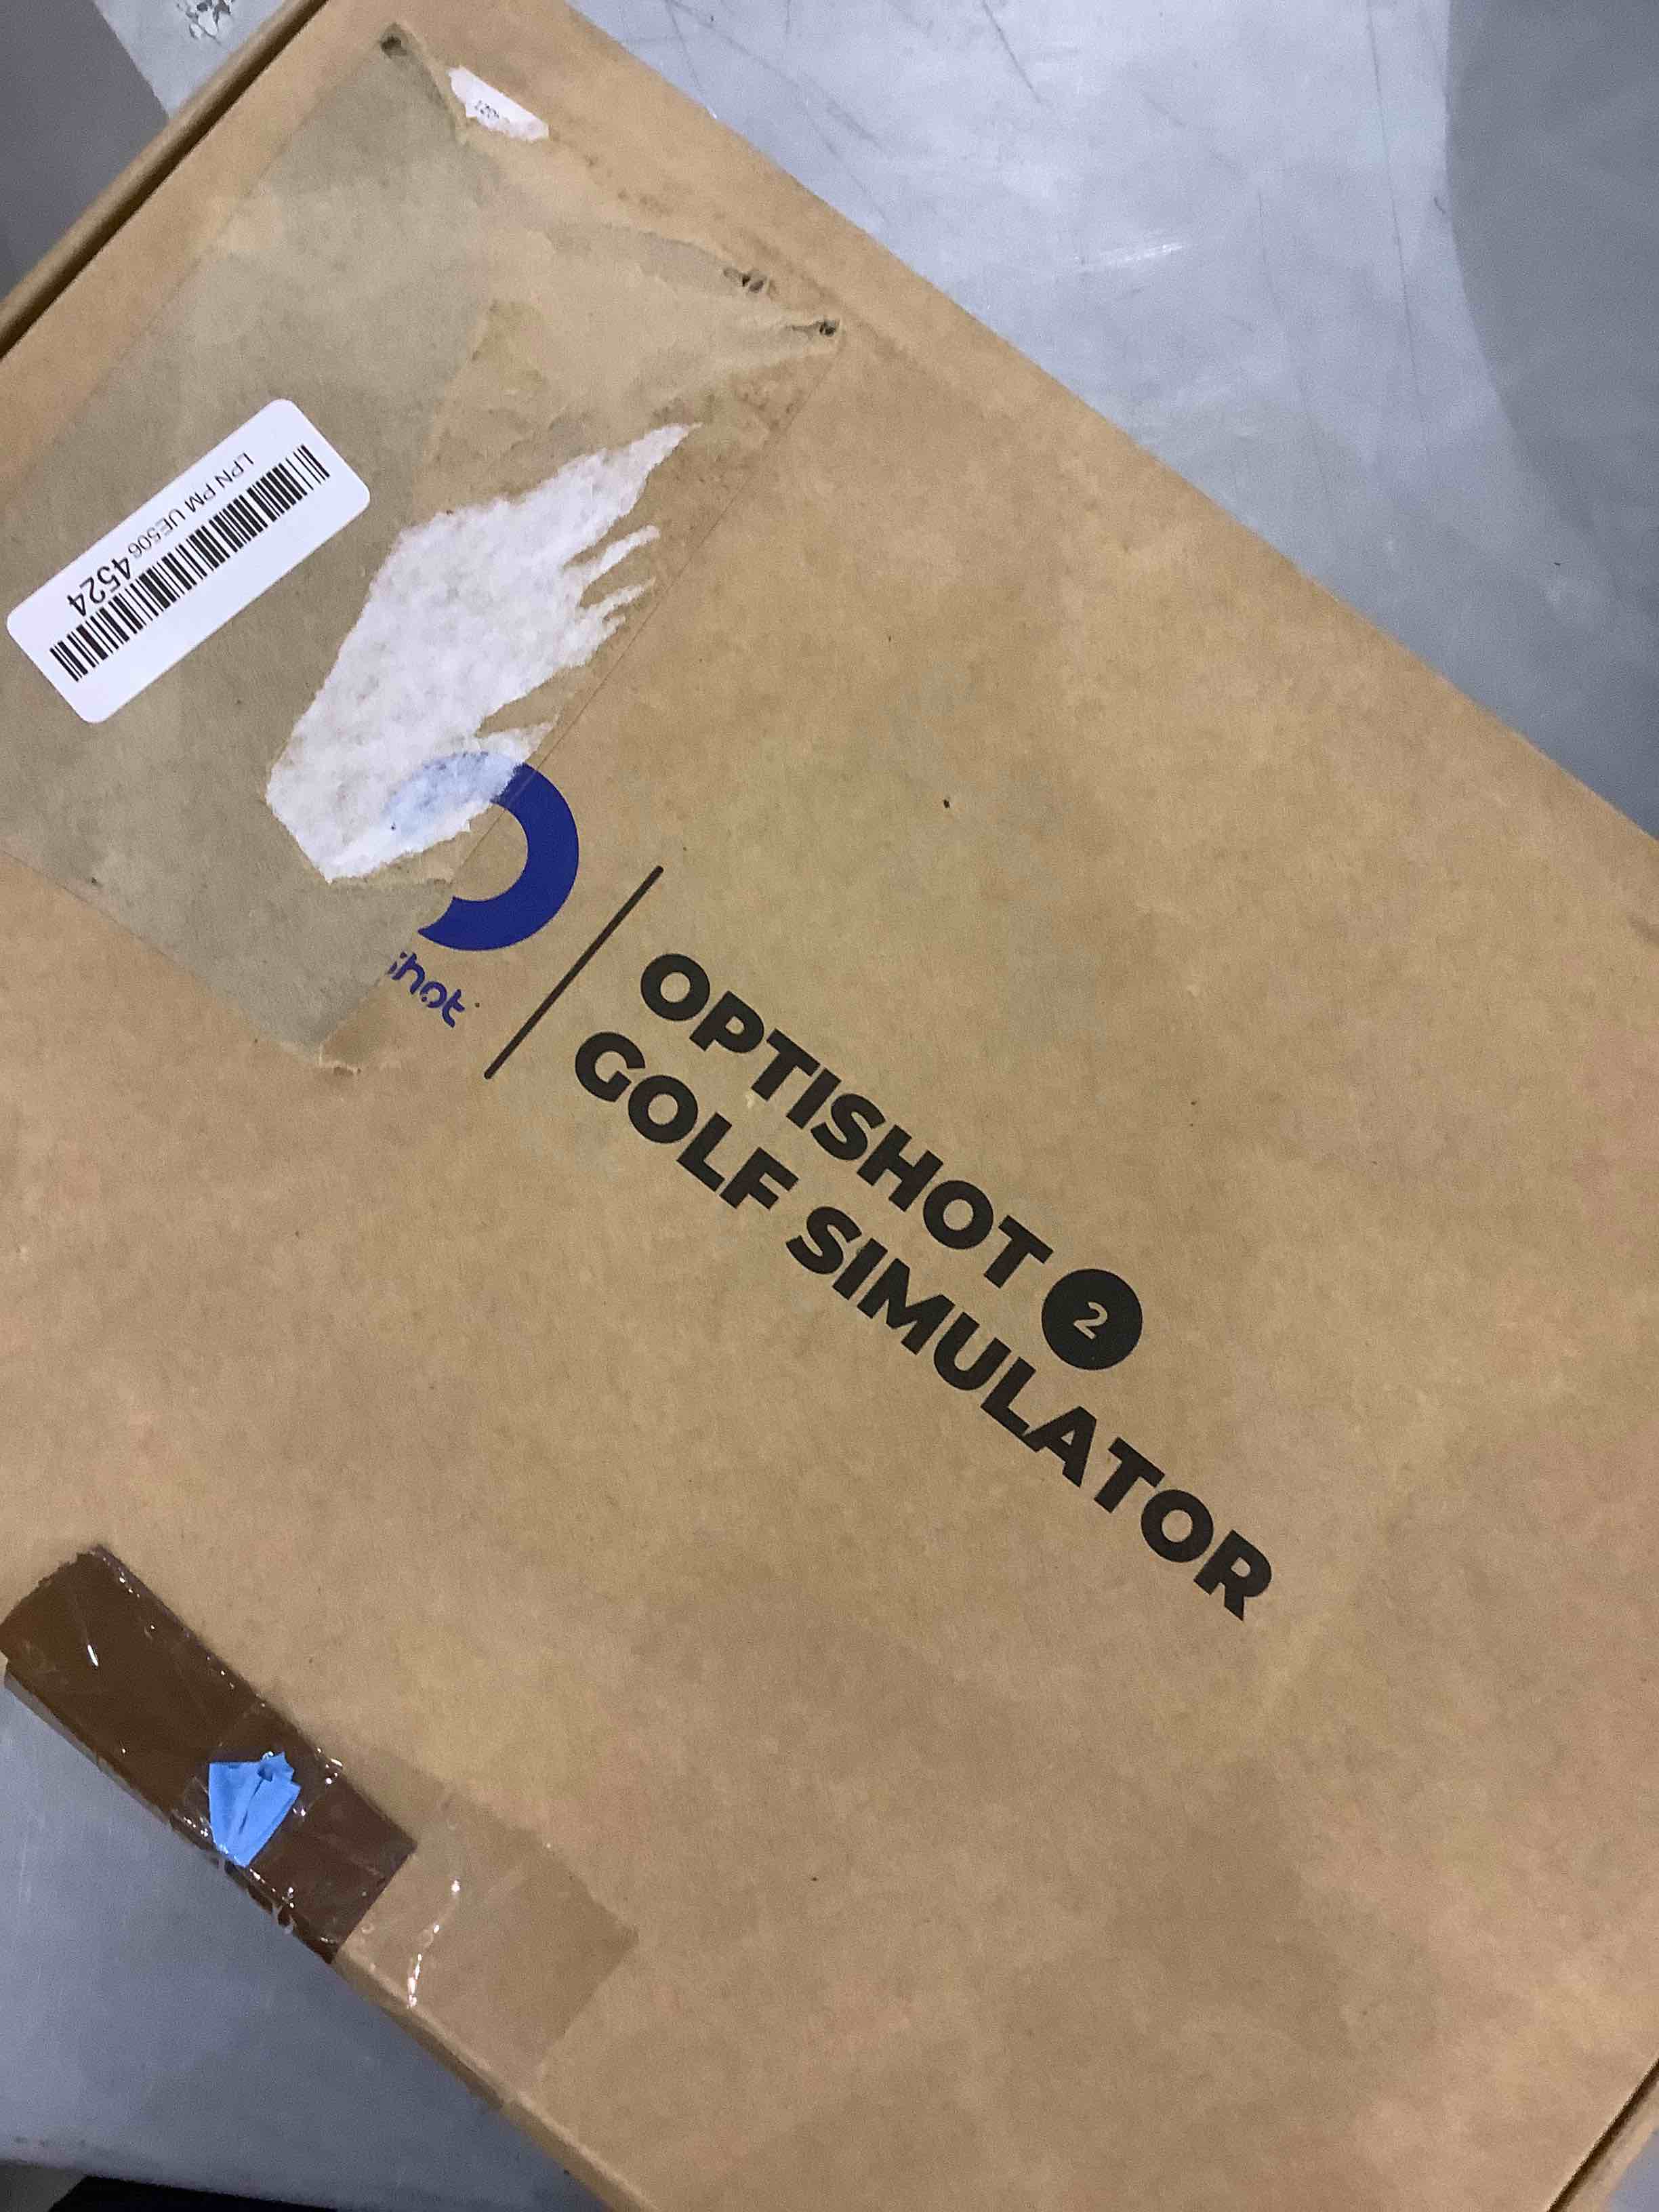 LPN PM UE506 4524
shot
OPTISHOT 2
GOLF SIMULATOR